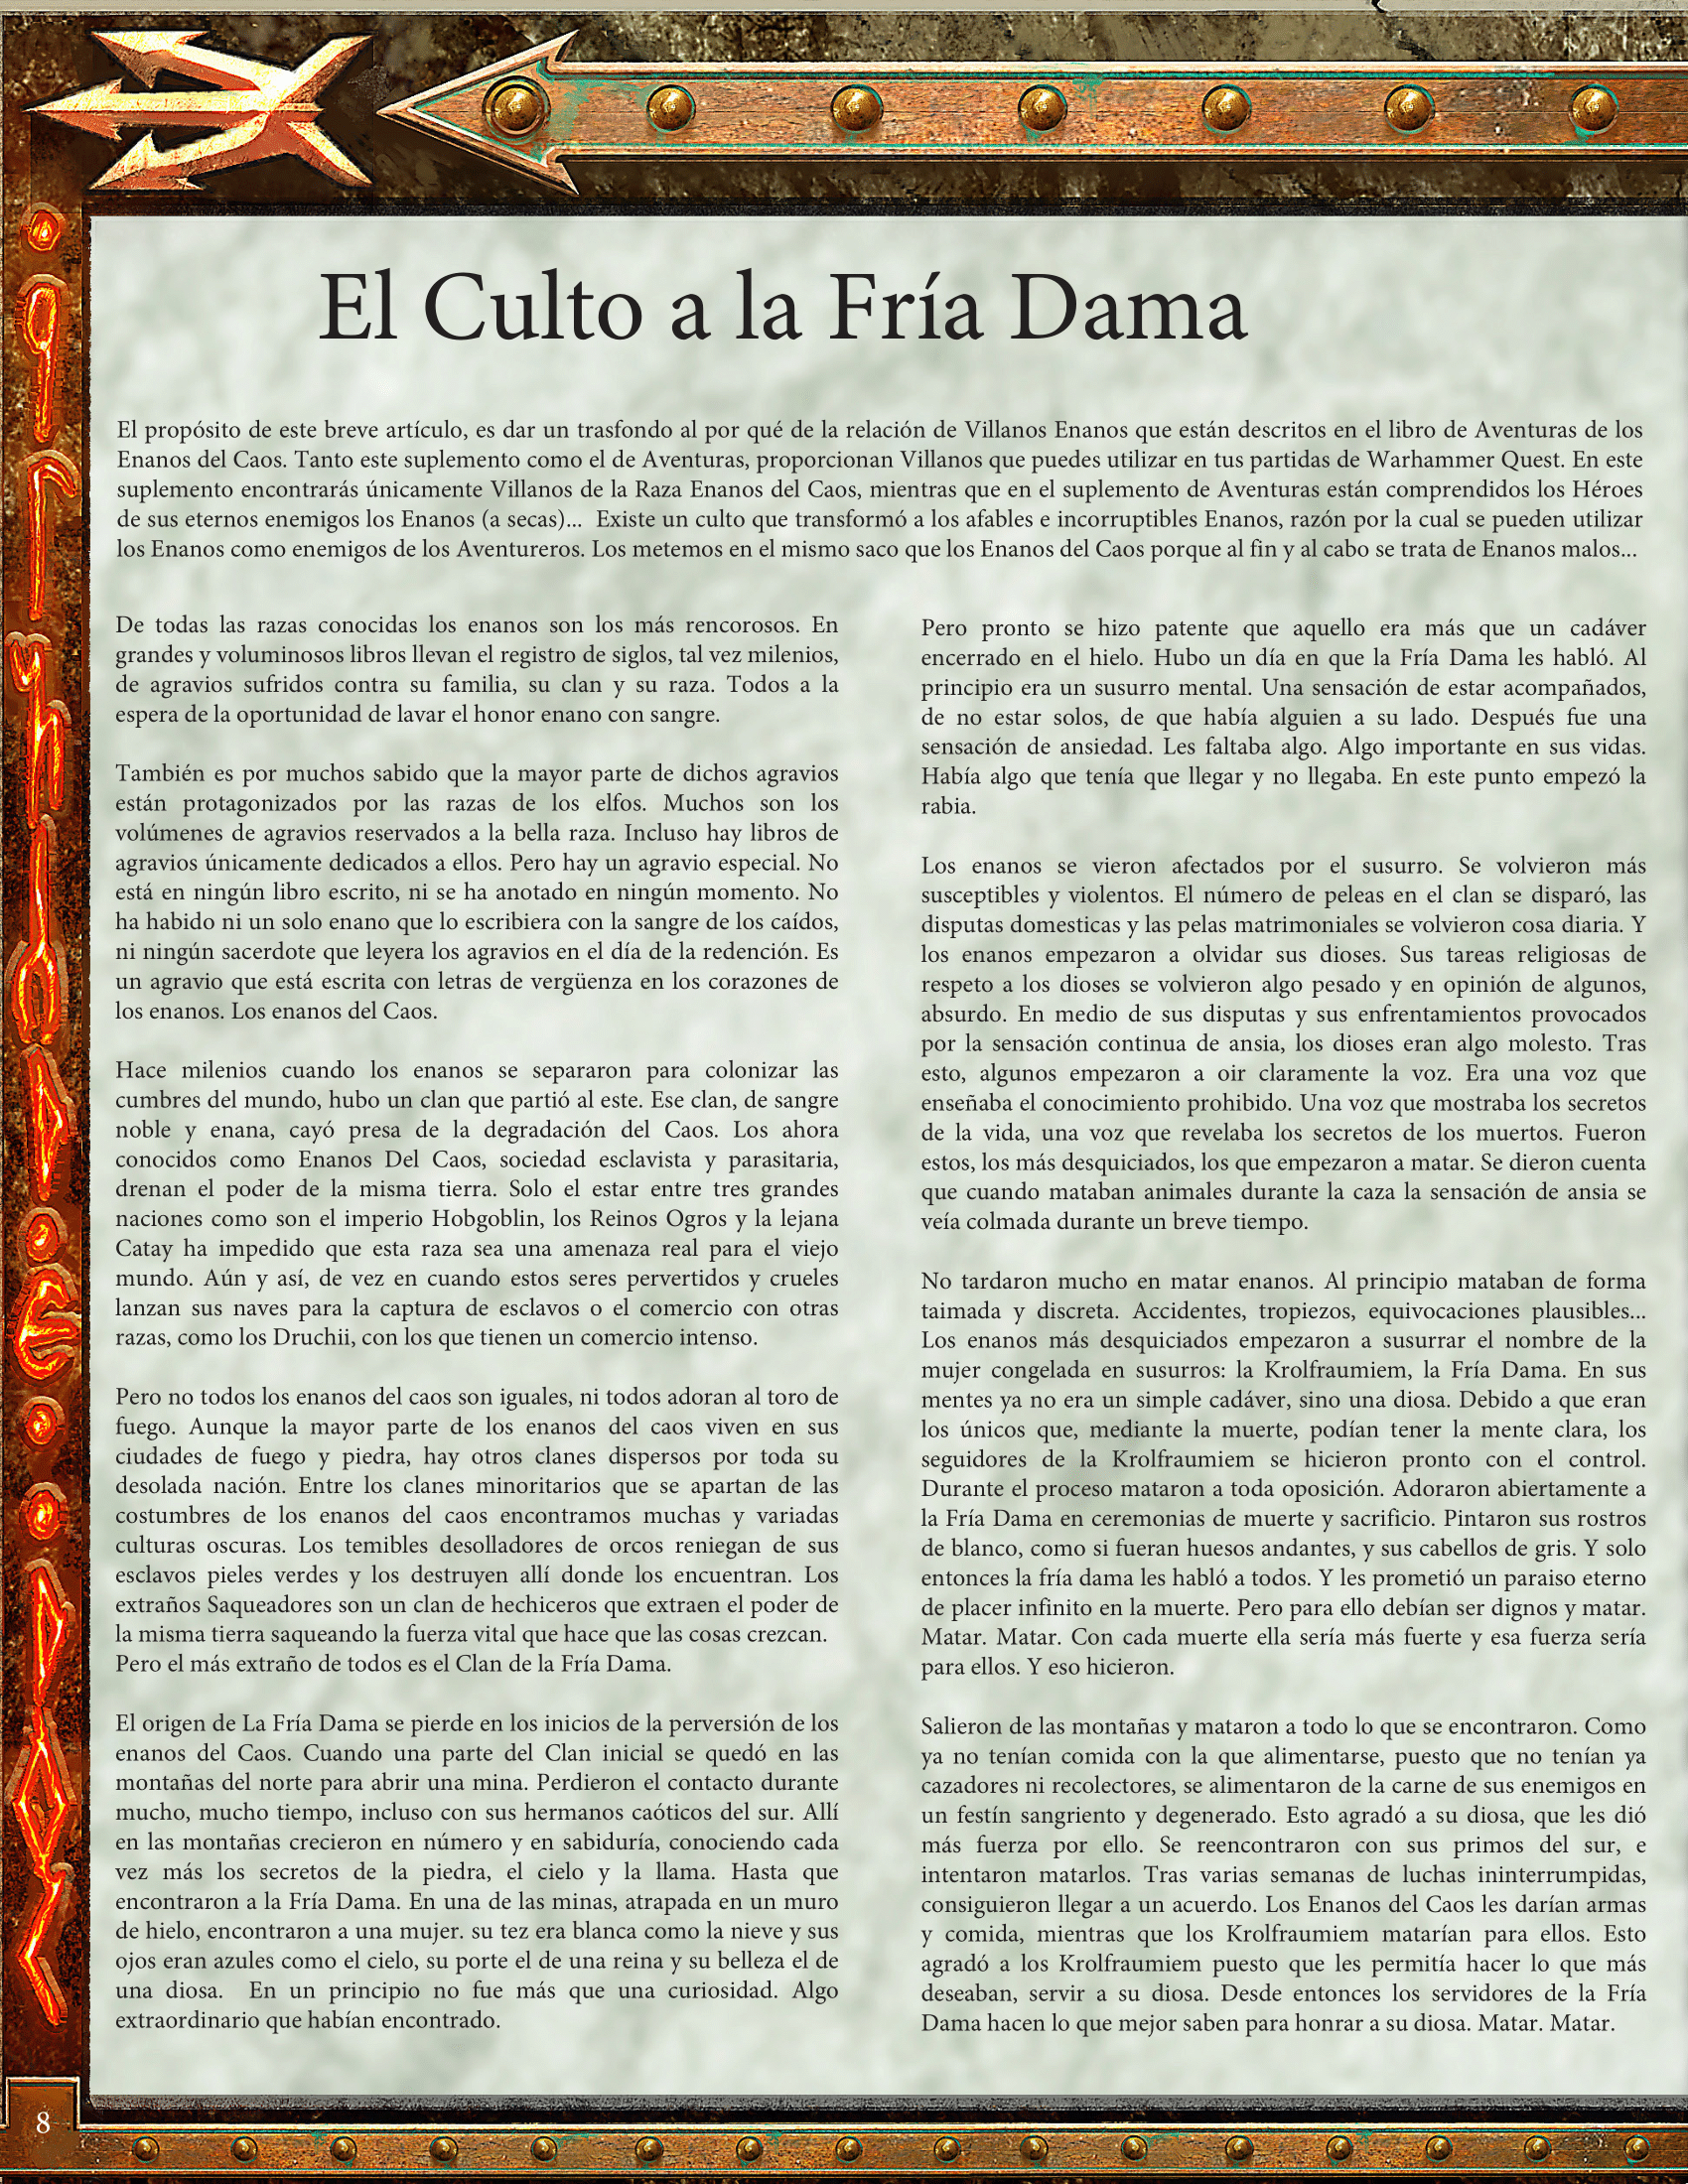 El Culto a la Fría Dama
El propósito de este breve artículo, es dar un trasfondo al por qué de la relación de Villanos Enanos que están descritos en el libro de Aventuras de los
Enanos del Caos. Tanto este suplemento como el de Aventuras, proporcionan Villanos que puedes utilizar en tus partidas de Warhammer Quest. En este
suplemento encontrarás únicamente Villanos de la Raza Enanos del Caos, mientras que en el suplemento de Aventuras están comprendidos los Héroes
de sus eternos enemigos los Enanos (a secas)... Existe un culto que transformó a los afables e incorruptibles Enanos, razón por la cual se pueden utilizar
los Enanos como enemigos de los Aventureros. Los metemos en el mismo saco que los Enanos del Caos porque al fin y al cabo se trata de Enanos malos...
De todas las razas conocidas los enanos son los más rencorosos. En
grandes y voluminosos libros llevan el registro de siglos, tal vez milenios,
de agravios sufridos contra su familia, su clan y su raza. Todos a la
espera de la oportunidad de lavar el honor enano con sangre.
También es por muchos sabido que la mayor parte de dichos agravios
están protagonizados por las razas de los elfos. Muchos son los
volúmenes de agravios reservados a la bella raza. Incluso hay libros de
agravios únicamente dedicados a ellos. Pero hay un agravio especial. No
está en ningún libro escrito, ni se ha anotado en ningún momento. No
ha habido ni un solo enano que lo escribiera con la sangre de los caídos,
ni ningún sacerdote que leyera los agravios en el día de la redención. Es
un agravio que está escrita con letras de vergüenza en los corazones de
los enanos. Los enanos del Caos.
Hace milenios cuando los enanos se separaron para colonizar las
cumbres del mundo, hubo un clan que partió al este. Ese clan, de sangre
noble y enana, cayó presa de la degradación del Caos. Los ahora
conocidos como Enanos Del Caos, sociedad esclavista y parasitaria,
drenan el poder de la misma tierra. Solo el estar entre tres grandes
naciones como son el imperio Hobgoblin, los Reinos Ogros y la lejana
Catay ha impedido que esta raza sea una amenaza real para el viejo
mundo. Aún y así, de vez en cuando estos seres pervertidos y crueles
lanzan sus naves para la captura de esclavos o el comercio con otras
razas, como los Druchii, con los que tienen un comercio intenso.
Pero no todos los enanos del caos son iguales, ni todos adoran al toro de
fuego. Aunque la mayor parte de los enanos del caos viven en sus
ciudades de fuego y piedra, hay otros clanes dispersos por toda su
desolada nación. Entre los clanes minoritarios que se apartan de las
costumbres de los enanos del caos encontramos muchas y variadas
culturas oscuras. Los temibles desolladores de orcos reniegan de sus
esclavos pieles verdes y los destruyen allí donde los encuentran. Los
extraños Saqueadores son un clan de hechiceros que extraen el poder de
la misma tierra saqueando la fuerza vital que hace que las cosas crezcan.
Pero el más extraño de todos es el Clan de la Fría Dama.
El origen de La Fría Dama se pierde en los inicios de la perversión de los
enanos del Caos. Cuando una parte del Clan inicial se quedó en las
montañas del norte para abrir una mina. Perdieron el contacto durante
mucho, mucho tiempo, incluso con sus hermanos caóticos del sur. Allí
en las montañas crecieron en número y en sabiduría, conociendo cada
vez más los secretos de la piedra, el cielo y la llama. Hasta que
encontraron a la Fría Dama. En una de las minas, atrapada en un muro
de hielo, encontraron a una mujer. su tez era blanca como la nieve y sus
ojos eran azules como el cielo, su porte el de una reina y su belleza el de
una diosa. En un principio no fue más que una curiosidad. Algo
extraordinario que habían encontrado.
Pero pronto se hizo patente que aquello era más que un cadáver
encerrado en el hielo. Hubo un día en que la Fría Dama les habló. Al
principio era un susurro mental. Una sensación de estar acompañados,
de no estar solos, de que había alguien a su lado. Después fue una
sensación de ansiedad. Les faltaba algo. Algo importante en sus vidas.
Había algo que tenía que llegar y no llegaba. En este punto empezó la
rabia.
Los enanos se vieron afectados por el susurro. Se volvieron más
susceptibles y violentos. El número de peleas en el clan se disparó, las
disputas domesticas y las pelas matrimoniales se volvieron cosa diaria. Y
los enanos empezaron a olvidar sus dioses. Sus tareas religiosas de
respeto a los dioses se volvieron algo pesado y en opinión de algunos,
absurdo. En medio de sus disputas y sus enfrentamientos provocados
por la sensación continua de ansia, los dioses eran algo molesto. Tras
esto, algunos empezaron a oir claramente la voz. Era una voz que
enseñaba el conocimiento prohibido. Una voz que mostraba los secretos
de la vida, una voz que revelaba los secretos de los muertos. Fueron
estos, los más desquiciados, los que empezaron a matar. Se dieron cuenta
que cuando mataban animales durante la caza la sensación de ansia se
veía colmada durante un breve tiempo.
No tardaron mucho en matar enanos. Al principio mataban de forma
taimada y discreta. Accidentes, tropiezos, equivocaciones plausibles...
Los enanos más desquiciados empezaron a susurrar el nombre de la
mujer congelada en susurros: la Krolfraumiem, la Fría Dama. En sus
mentes ya no era un simple cadáver, sino una diosa. Debido a que eran
los únicos que, mediante la muerte, podían tener la mente clara, los
seguidores de la Krolfraumiem se hicieron pronto con el control.
Durante el proceso mataron a toda oposición. Adoraron abiertamente a
la Fría Dama en ceremonias de muerte y sacrificio. Pintaron sus rostros
de blanco, como si fueran huesos andantes, y sus cabellos de gris. Y solo
entonces la fría dama les habló a todos. Y les prometió un paraiso eterno
de placer infinito en la muerte. Pero para ello debían ser dignos y matar.
Matar. Matar. Con cada muerte ella sería más fuerte y esa fuerza sería
para ellos. Y eso hicieron.
Salieron de las montañas y mataron a todo lo que se encontraron. Como
ya no tenían comida con la que alimentarse, puesto que no tenían ya
cazadores ni recolectores, se alimentaron de la carne de sus enemigos en
un festín sangriento y degenerado. Esto agradó a su diosa, que les dió
más fuerza por ello. Se reencontraron con sus primos del sur, e
intentaron matarlos. Tras varias semanas de luchas ininterrumpidas,
consiguieron llegar a un acuerdo. Los Enanos del Caos les darían armas
y comida, mientras que los Krolfraumiem matarían para ellos. Esto
agradó a los Krolfraumiem puesto que les permitía hacer lo que más
deseaban, servir a su diosa. Desde entonces los servidores de la Fría
Dama hacen lo que mejor saben para honrar a su diosa. Matar. Matar.
8